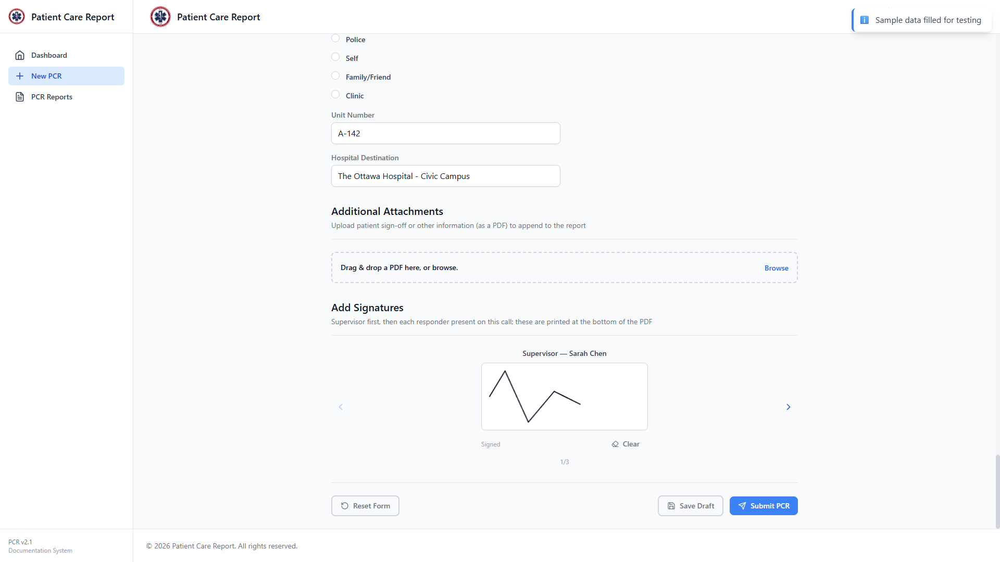 Patient Care Report
Patient Care Report
Sample data filled for testing
Dashboard
New PCR
PCR Reports
Police
Self
Family/Friend
Clinic
Unit Number
A-142
Hospital Destination
The Ottawa Hospital - Civic Campus
Additional Attachments
Upload patient sign-off or other information (as a PDF) to append to the report
Drag & drop a PDF here, or browse.
Browse
Add Signatures
Supervisor first, then each responder present on this call; these are printed at the bottom of the PDF
Supervisor — Sarah Chen
Signed
Clear
1/3
Reset Form
Save Draft
Submit PCR
PCR v2.1
Documentation System
© 2026 Patient Care Report. All rights reserved.